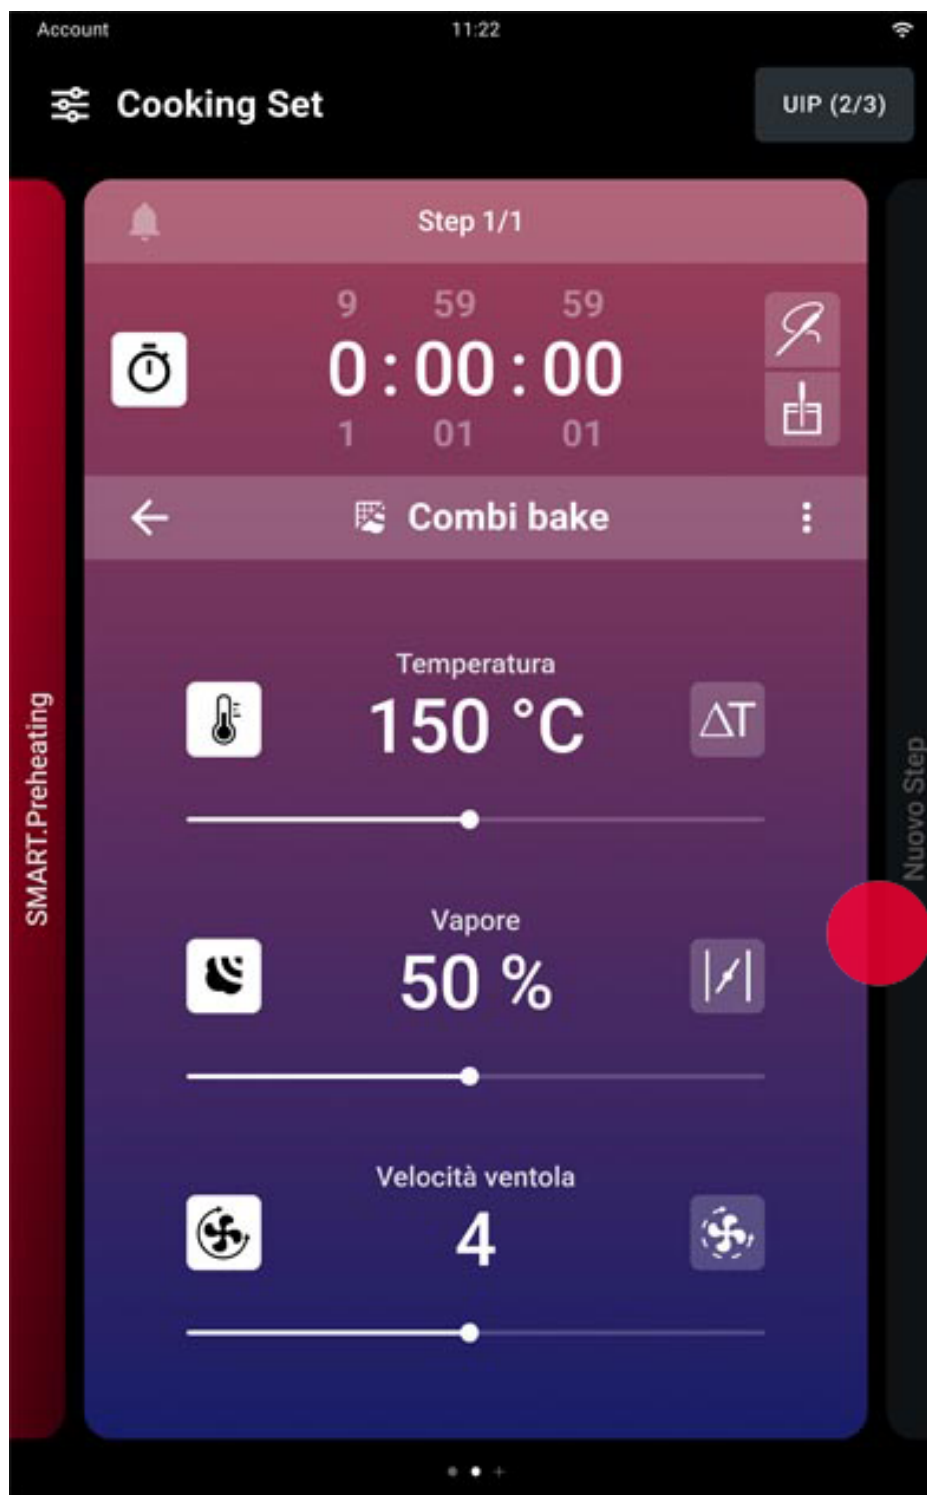 Account
11:22
Cooking Set
UIP (2/3)
Step 1/1
9 59 59
0 : 00 : 00
1 01 01
Combi bake
Temperatura
150 °C
ΔT
Vapore
50 %
Velocità ventola
4
SMART.Preheating
Nuovo Step